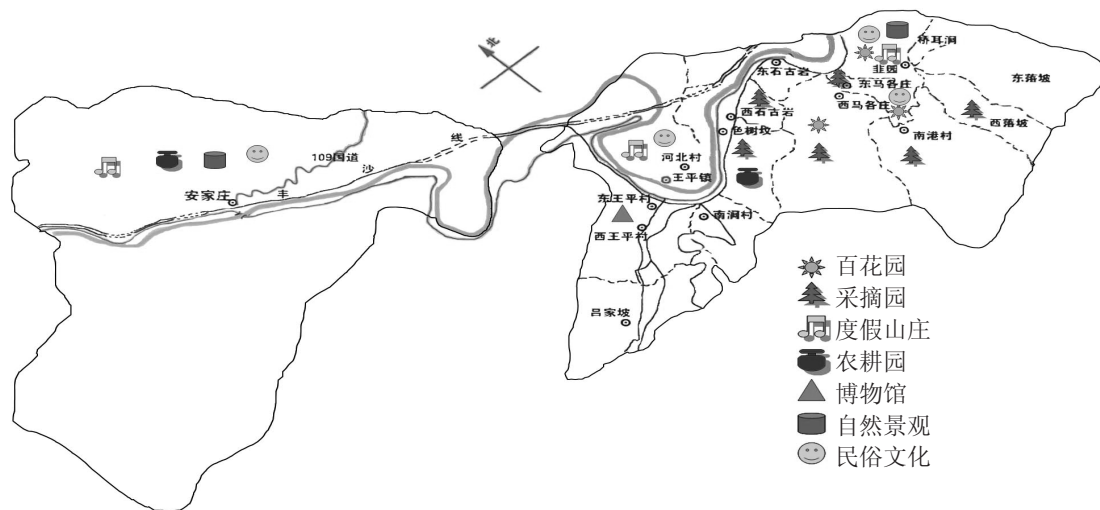 北
桥耳涧
韭园
东落坡
东石古岩
东马各庄
西马各庄
西落坡
西石古岩
色树坟
南港村
线
109国道
沙
河北村
王平镇
安家庄
丰
东王平村
南涧村
西王平村
吕家坡
百花园
采摘园
度假山庄
农耕园
博物馆
自然景观
民俗文化